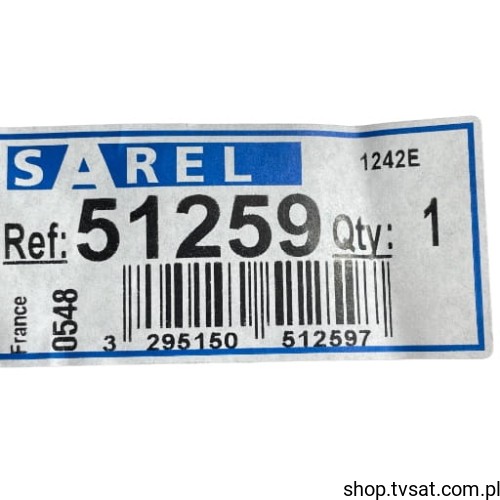 SAREL 1242E
Ref: 51259 Qty: 1
France
0548
3 295150 512597
shop.tvsat.com.pl